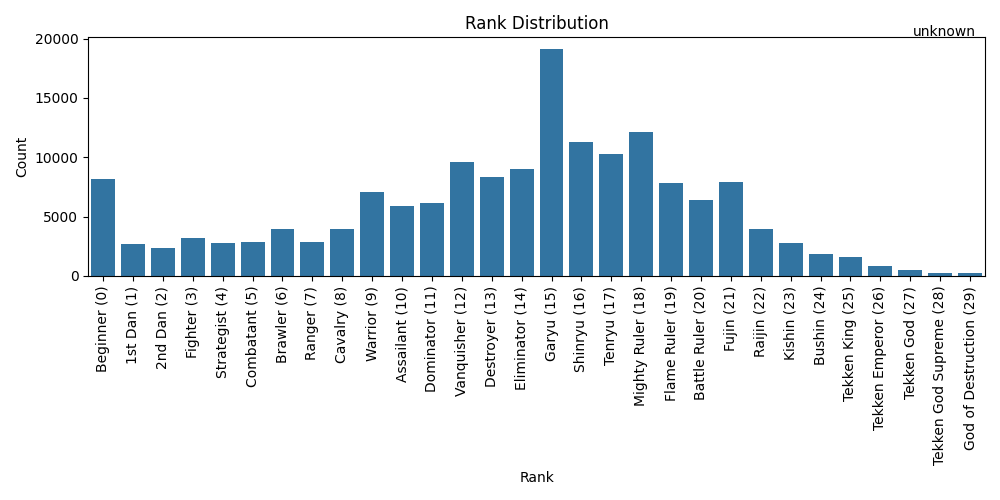 Rank Distribution
unknown
20000
15000
10000
5000
0
Count
Beginner (0)
1st Dan (1)
2nd Dan (2)
Fighter (3)
Strategist (4)
Combatant (5)
Brawler (6)
Ranger (7)
Cavalry (8)
Warrior (9)
Assailant (10)
Dominator (11)
Vanquisher (12)
Destroyer (13)
Eliminator (14)
Garyu (15)
Shinryu (16)
Tenryu (17)
Mighty Ruler (18)
Flame Ruler (19)
Battle Ruler (20)
Fujin (21)
Raijin (22)
Kishin (23)
Bushin (24)
Tekken King (25)
Tekken Emperor (26)
Tekken God (27)
Tekken God Supreme (28)
God of Destruction (29)
Rank